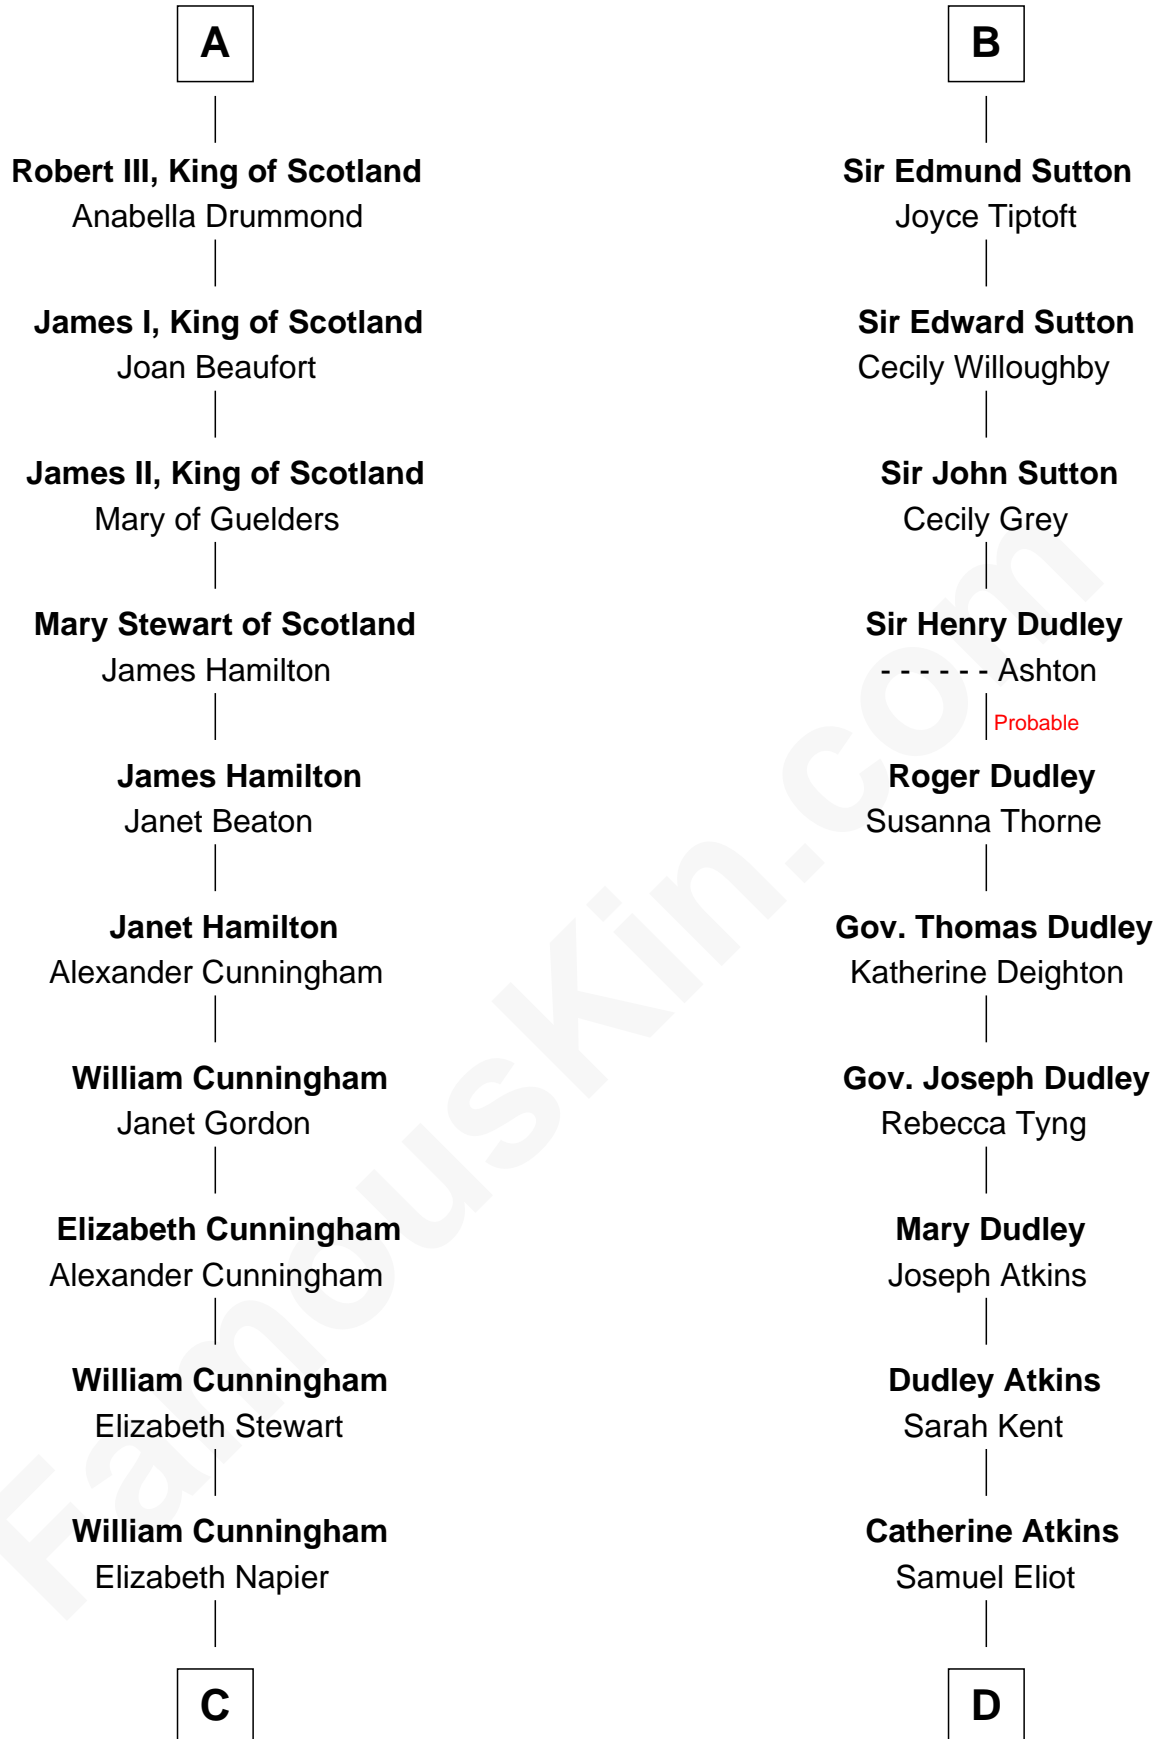 A
Robert III, King of Scotland
Anabella Drummond
James I, King of Scotland
Joan Beaufort
James II, King of Scotland
Mary of Guelders
Mary Stewart of Scotland
James Hamilton
James Hamilton
Janet Beaton
Janet Hamilton
Alexander Cunningham
William Cunningham
Janet Gordon
Elizabeth Cunningham
Alexander Cunningham
William Cunningham
Elizabeth Stewart
William Cunningham
Elizabeth Napier
C
B
Sir Edmund Sutton
Joyce Tiptoft
Sir Edward Sutton
Cecily Willoughby
Sir John Sutton
Cecily Grey
Sir Henry Dudley
- - - - - - Ashton
Probable
Roger Dudley
Susanna Thorne
Gov. Thomas Dudley
Katherine Deighton
Gov. Joseph Dudley
Rebecca Tyng
Mary Dudley
Joseph Atkins
Dudley Atkins
Sarah Kent
Catherine Atkins
Samuel Eliot
D
FamousKin.com